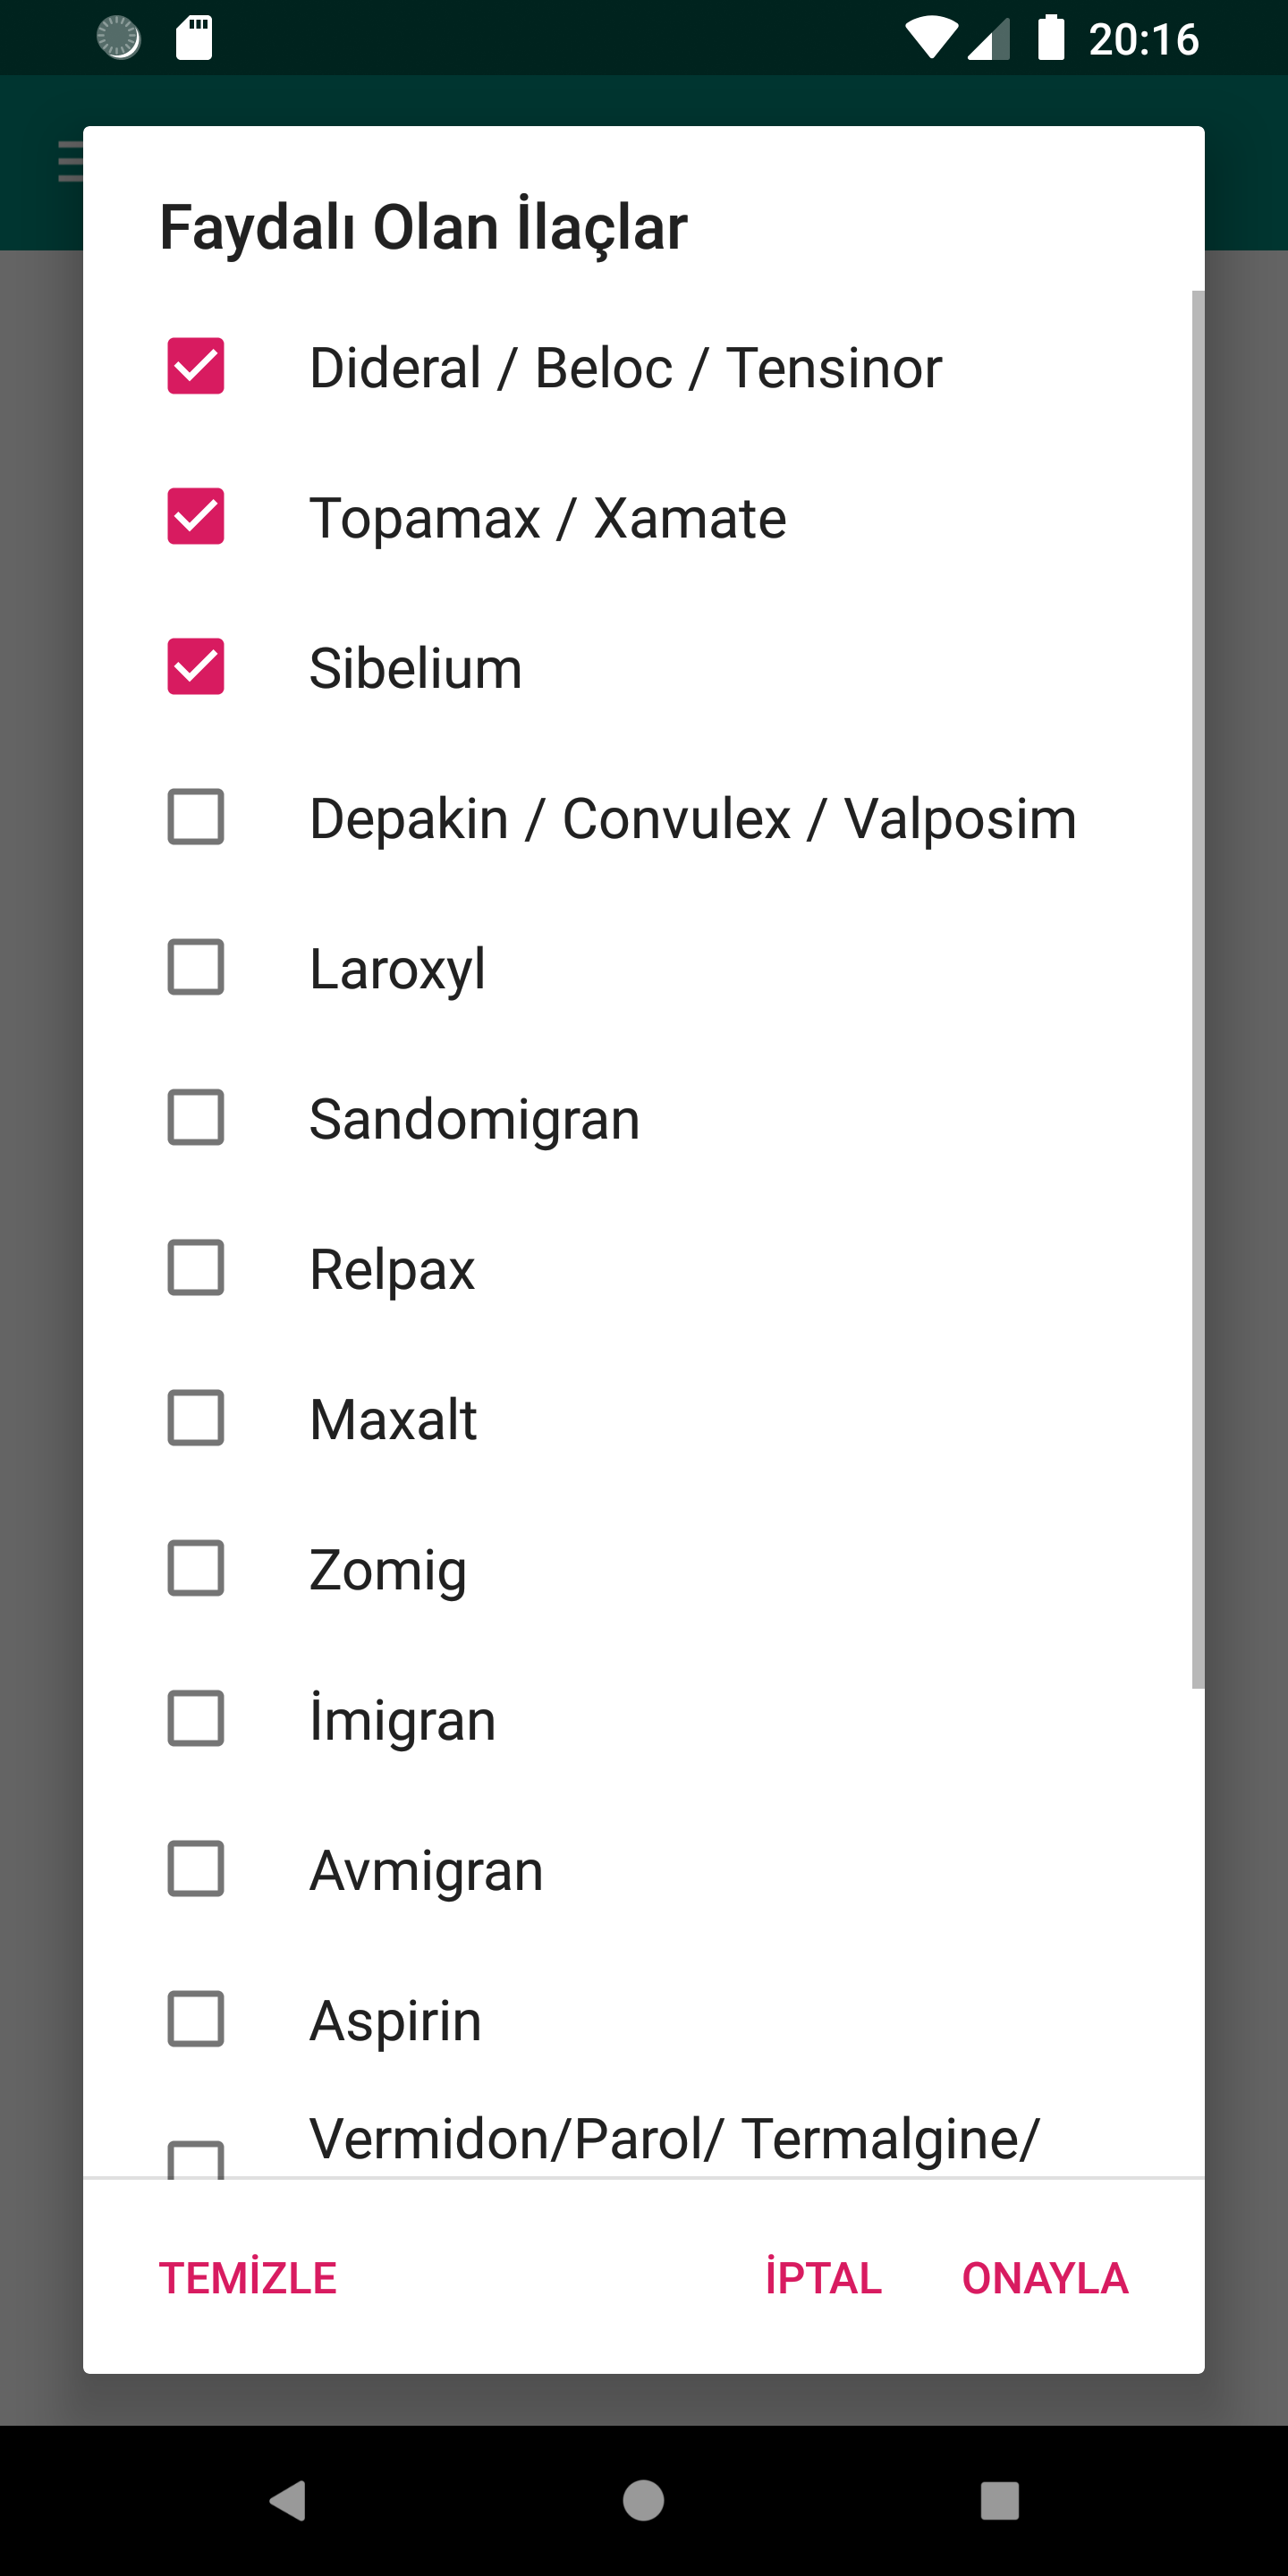 20:16
Faydalı Olan İlaçlar
Dideral / Beloc / Tensinor
Topamax / Xamate
Sibelium
Depakin / Convulex / Valposim
Laroxyl
Sandomigran
Relpax
Maxalt
Zomig
İmigran
Avmigran
Aspirin
Vermidon/Parol/ Termalgine/
TEMİZLE İPTAL ONAYLA